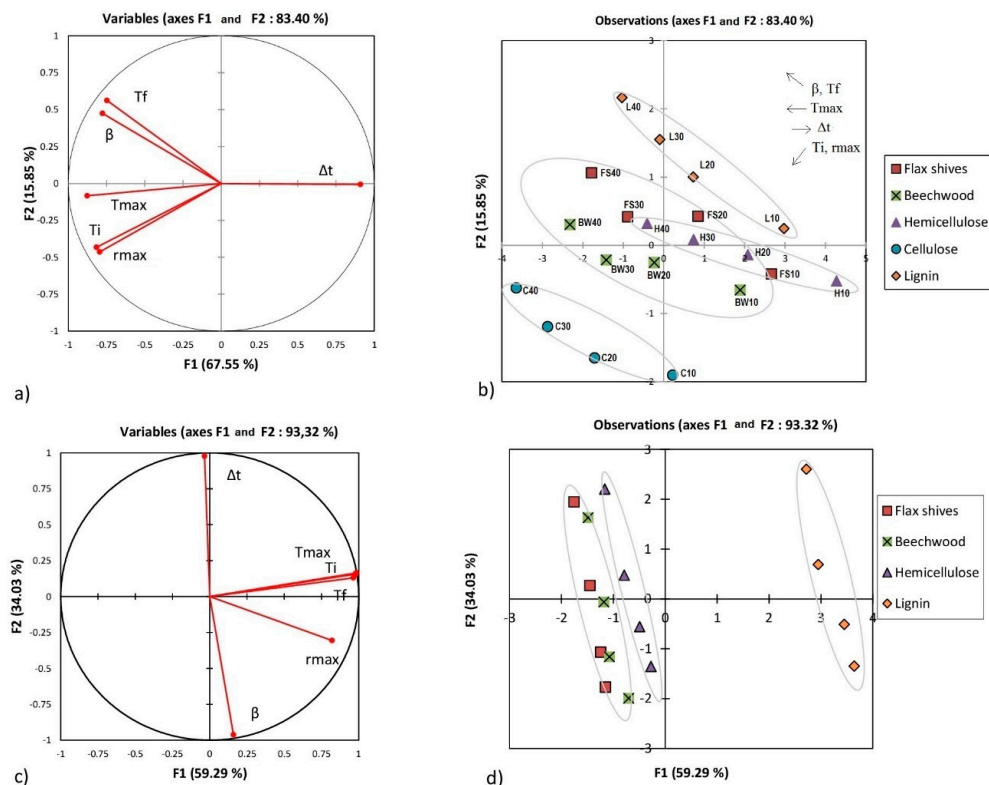 Variables (axes F1 and F2 : 83.40 %)
1
0.75
0.5
0.25
0
-0.25
-0.5
-0.75
-1
F2 (15.85 %)
Tf
β
Δt
Tmax
Ti
rmax
-1 -0.75 -0.5 -0.25 0 0.25 0.5 0.75 1
F1 (67.55 %)
a)
Observations (axes F1 and F2 : 83.40 %)
3
2
1
0
-1
2
F2 (15.85 %)
β, Tf
Tmax
Δt
Ti, rmax
L40
L30
L20
L10
FS40
FS30
FS20
FS10
BW40
BW30
BW20
BW10
H40
H30
H20
H10
C40
C30
C20
C10
-4 -3 -2 -1 0 1 2 3 4 5
F1 (67.55 %)
Flax shives
Beechwood
Hemicellulose
Cellulose
Lignin
b)
Variables (axes F1 and F2 : 93,32 %)
1
0.75
0.5
0.25
0
-0.25
-0.5
-0.75
-1
F2 (34.03 %)
Δt
Tmax
Ti
Tf
rmax
β
-1 -0.75 -0.5 -0.25 0 0.25 0.5 0.75 1
F1 (59.29 %)
c)
Observations (axes F1 and F2 : 93.32 %)
3
2
1
0
-1
-2
-3
F2 (34.03 %)
-3 -2 -1 0 1 2 3 4
F1 (59.29 %)
Flax shives
Beechwood
Hemicellulose
Lignin
d)